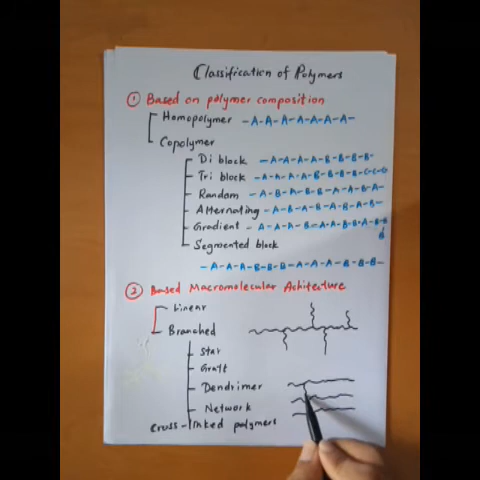 Classification of Polymers
① Based on polymer composition
Homopolymer -A-A-A-A-A-A-A-
Copolymer
Di block -A-A-A-A-B-B-B-B-
Tri block -A-A-A-A-B-B-B-B-C-C-C
Random -A-B-A-B-B-A-A-B-A-
Alternating -A-B-A-B-A-B-A-B-
Gradient -A-A-A-B-A-A-B-B-A-B-B
B
Segmented block
-A-A-A-B-B-B-A-A-A-B-B-B-
② Based Macromolecular Achitecture
Linear
Branched
Star
Graft
Dendrimer
Network
Cross-linked polymers